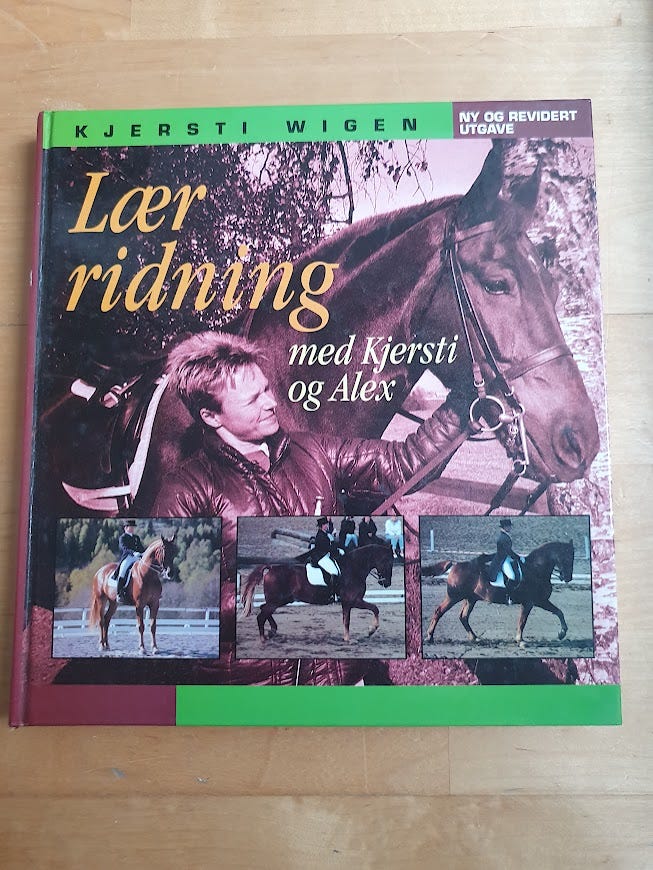 KJERSTI WIGEN
NY OG REVIDERT
UTGAVE
Lær
ridning
med Kjersti
og Alex